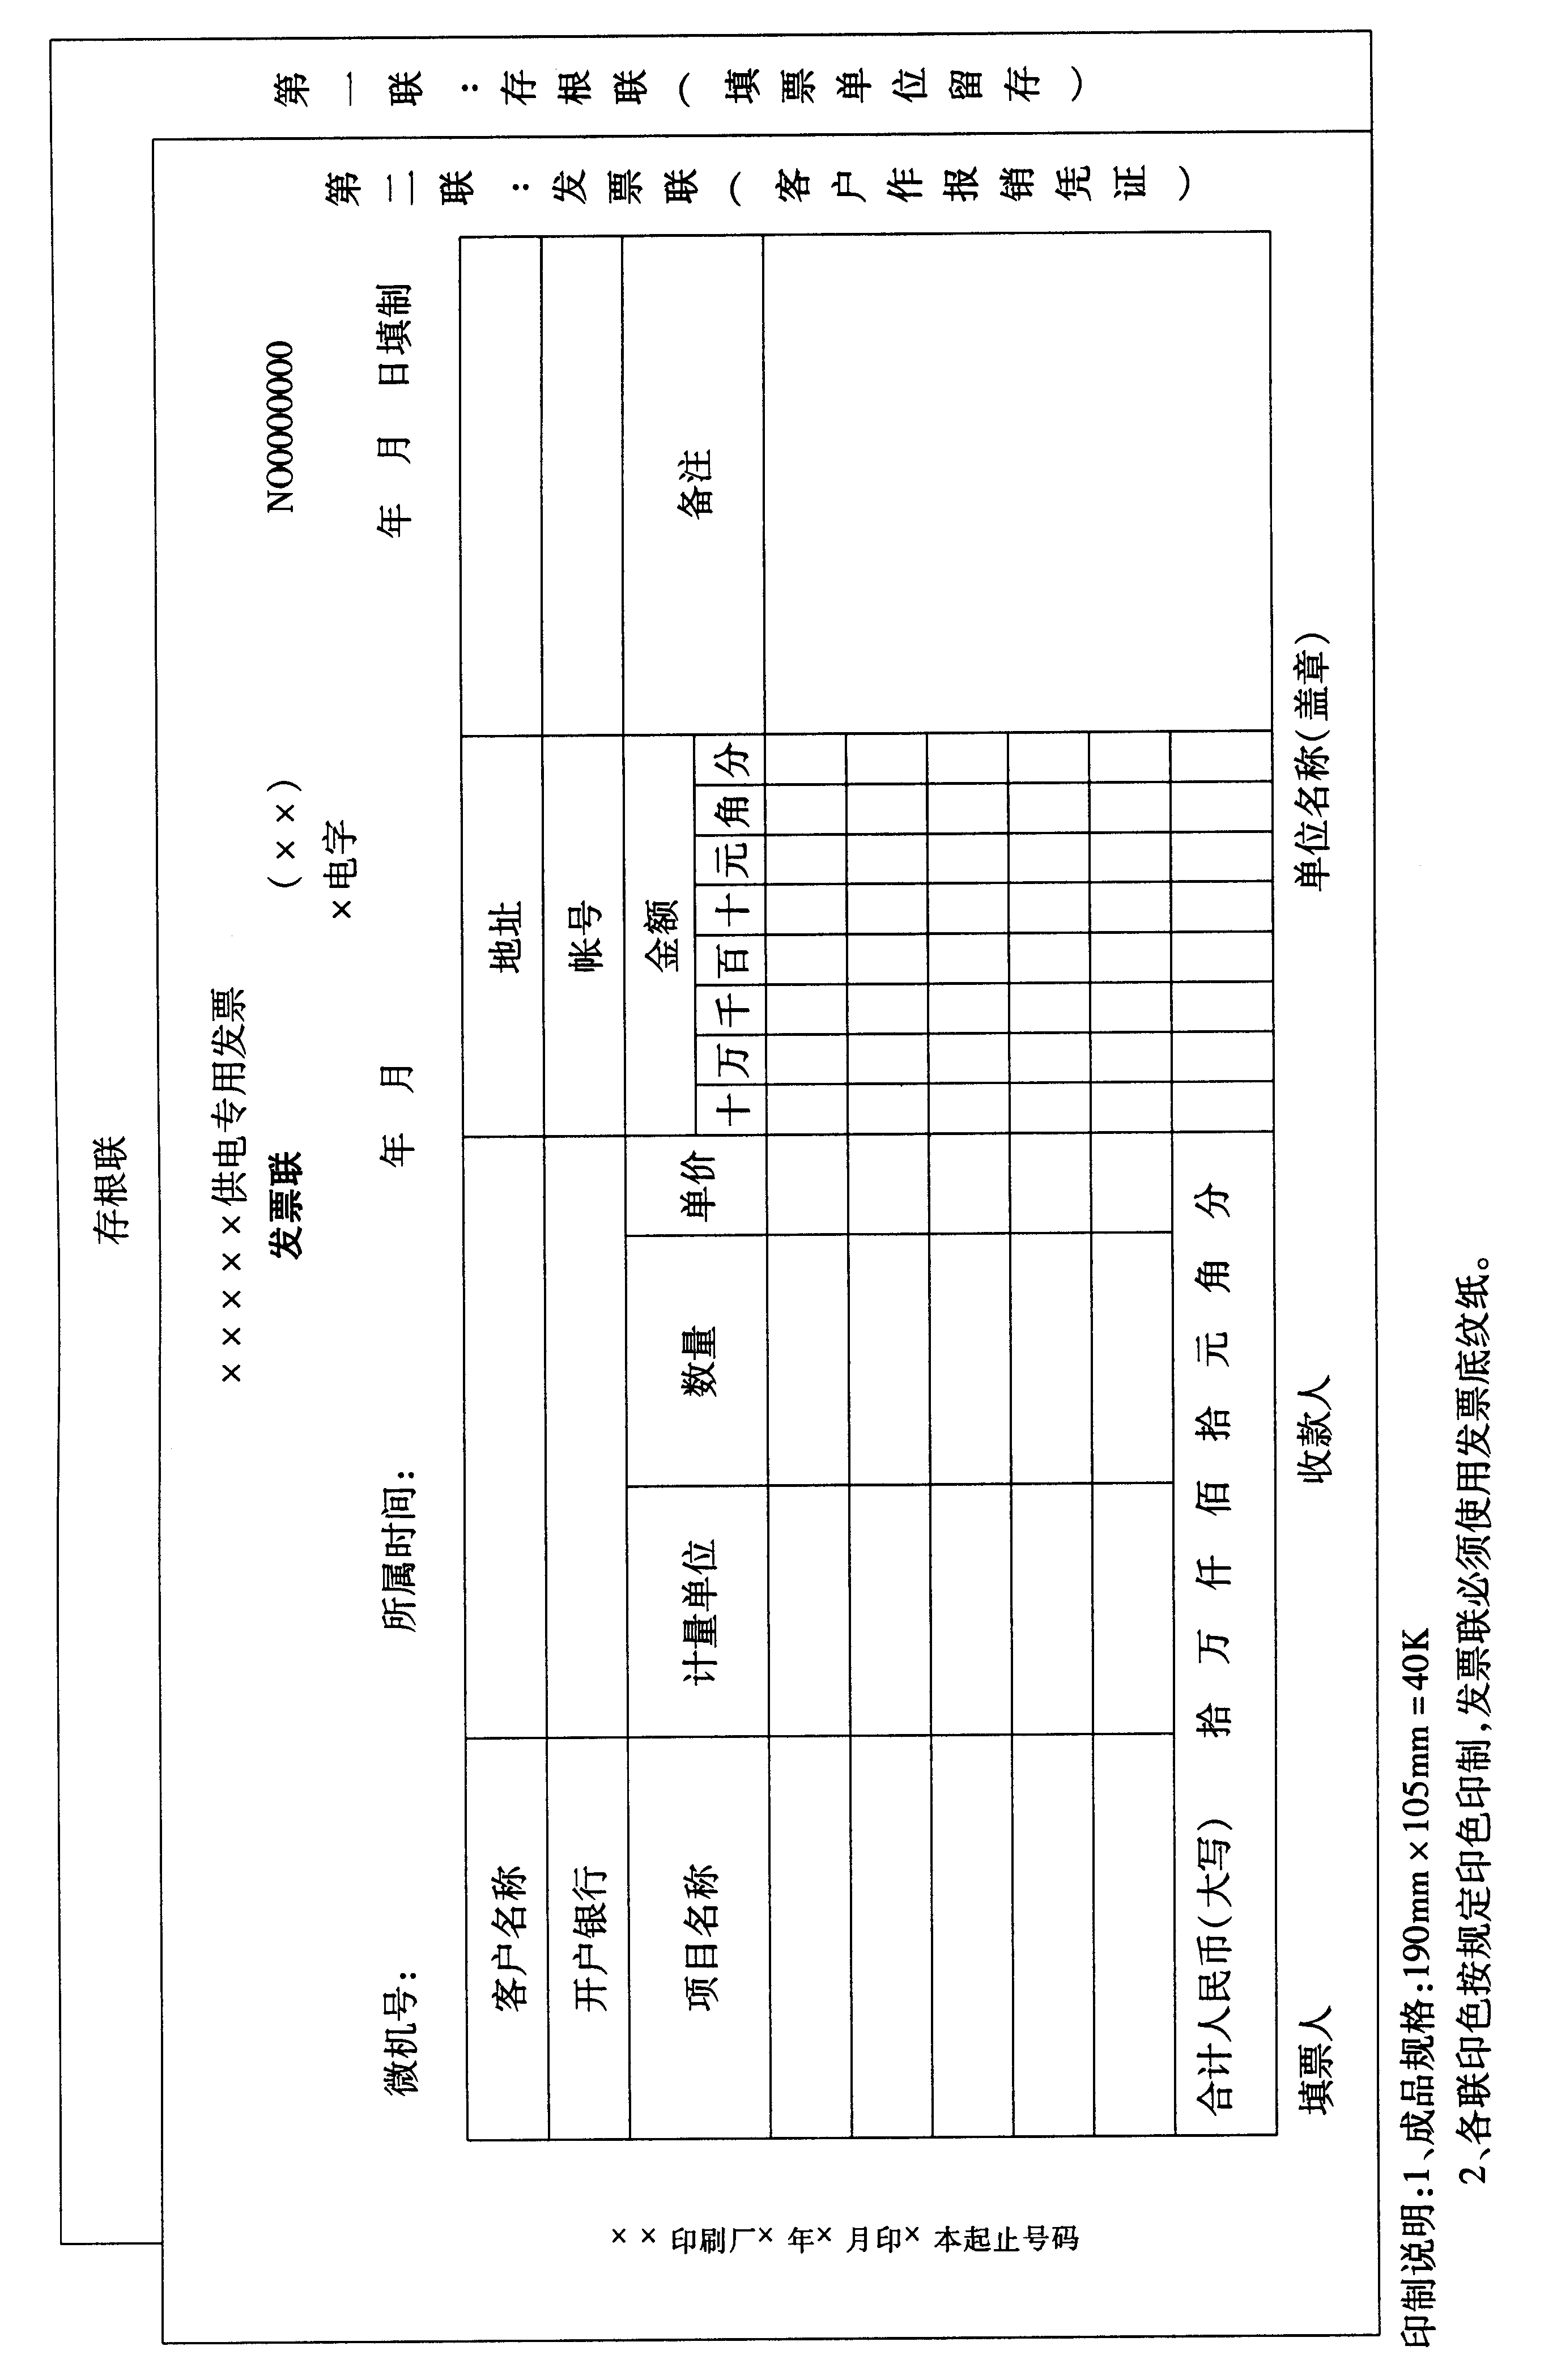 存根联
××××供电专用发票
发票联 (××) NO0000000
×电字
微机号: 所属时间: 年 月 年 月 日填制
客户名称 地址
开户银行 帐号
项目名称 计量单位 数量 单价 金额 备注
十 万 千 百 十 元 角 分
合计人民币(大写) 拾 万 仟 佰 拾 元 角 分
填票人 收款人 单位名称(盖章)
第一联:存根联(填票单位留存)
第二联:发票联(客户作报销凭证)
××印刷厂×年×月印×本起止号码
印制说明:1、成品规格:190mm×105mm=40K
2、各联印色按规定印色印制,发票联必须使用发票底纹纸。